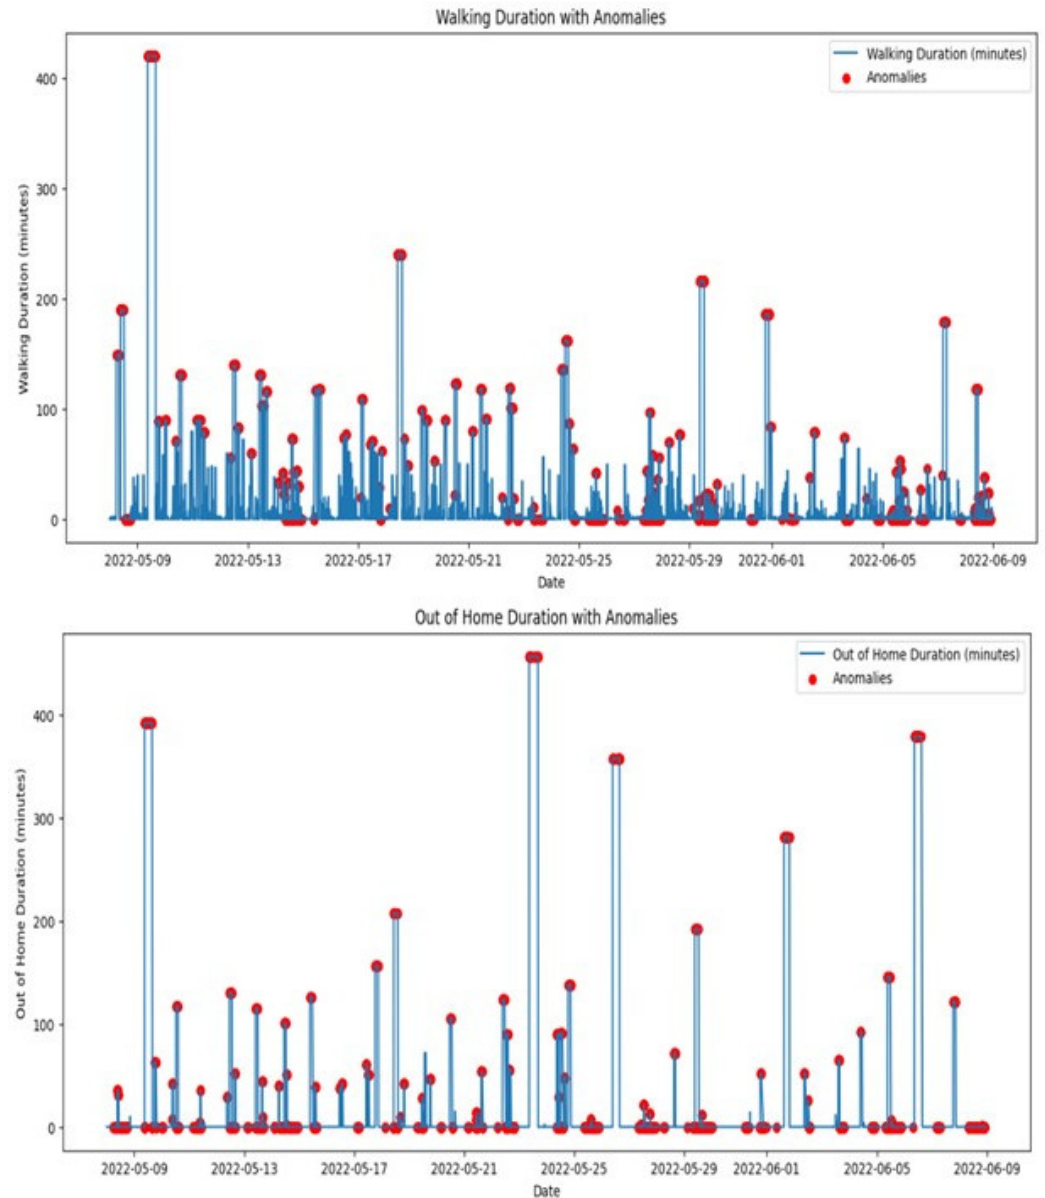 Walking Duration with Anomalies
Walking Duration (minutes)
Anomalies
Walking Duration (minutes)
400
300
200
100
0
2022-05-09 2022-05-13 2022-05-17 2022-05-21 2022-05-25 2022-05-29 2022-06-01 2022-06-05 2022-06-09
Date
Out of Home Duration with Anomalies
Out of Home Duration (minutes)
Anomalies
Out of Home Duration (minutes)
400
300
200
100
0
2022-05-09 2022-05-13 2022-05-17 2022-05-21 2022-05-25 2022-05-29 2022-06-01 2022-06-05 2022-06-09
Date